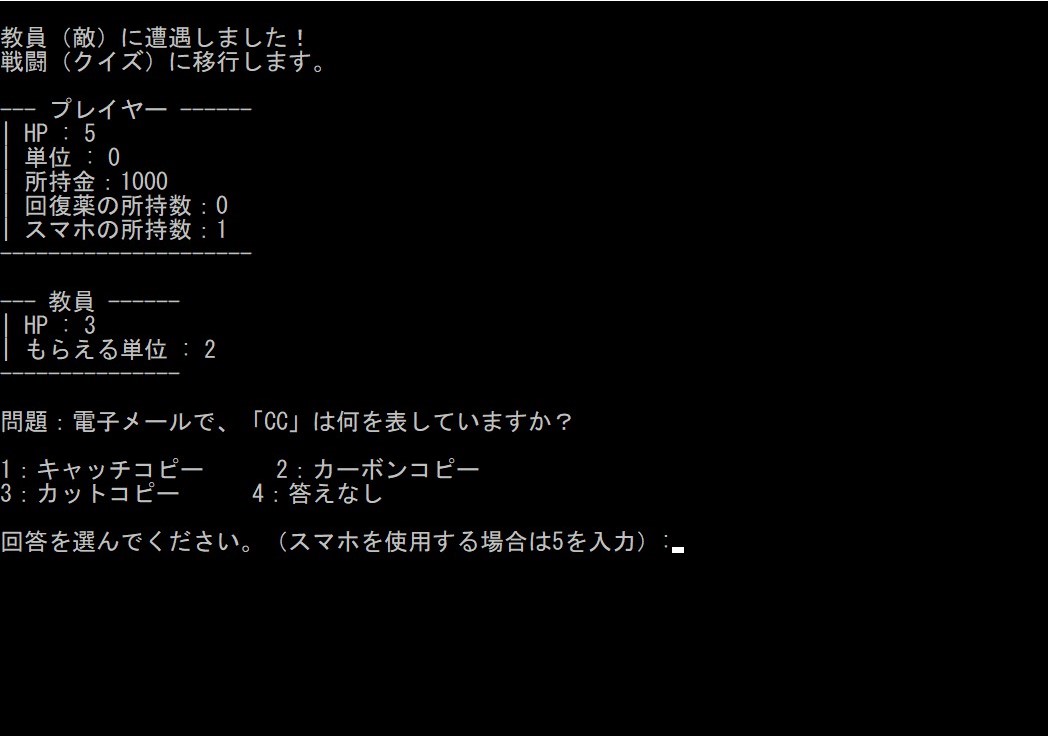 教員（敵）に遭遇しました！
戦闘（クイズ）に移行します。
--- プレイヤー ------
| HP : 5
| 単位 : 0
| 所持金：1000
| 回復薬の所持数：0
| スマホの所持数：1
---------------------
--- 教員 ------
| HP : 3
| もらえる単位 : 2
---------------
問題：電子メールで、「CC」は何を表していますか？
1：キャッチコピー      2：カーボンコピー
3：カットコピー      4：答えなし
回答を選んでください。（スマホを使用する場合は5を入力）: